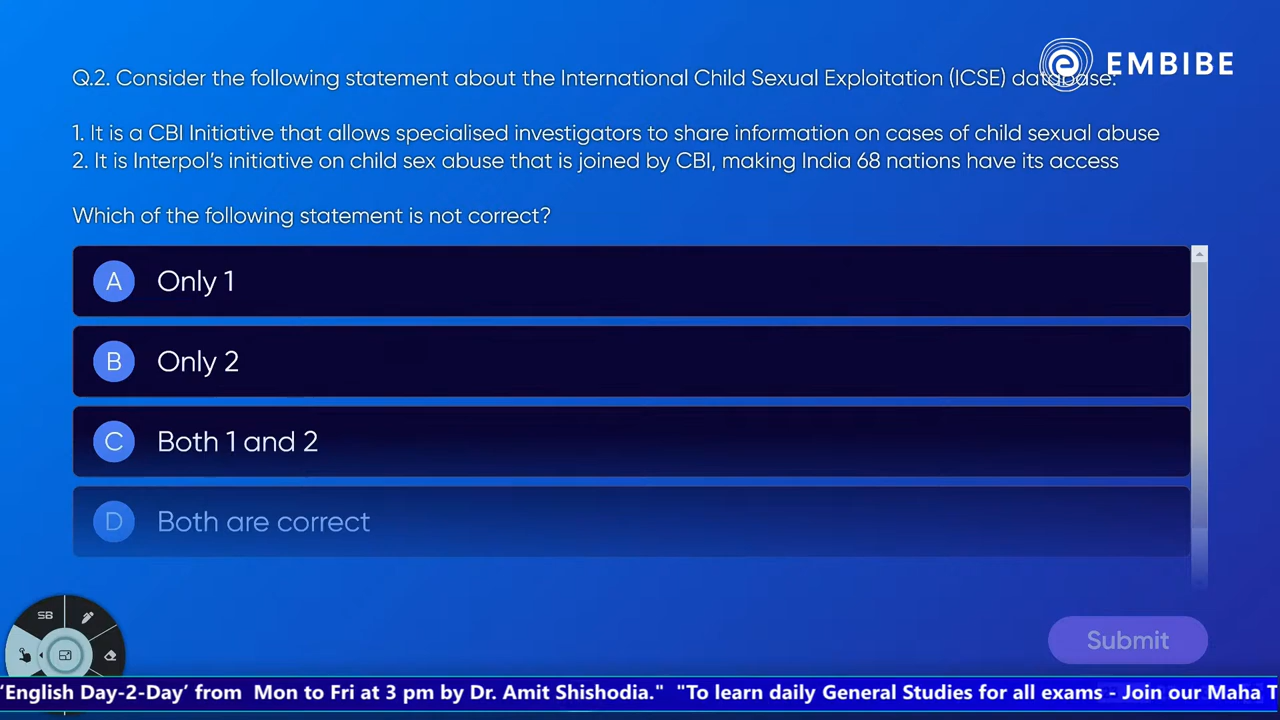 EMBIBE
Q.2. Consider the following statement about the International Child Sexual Exploitation (ICSE) database:
1. It is a CBI Initiative that allows specialised investigators to share information on cases of child sexual abuse
2. It is Interpol's initiative on child sex abuse that is joined by CBI, making India 68 nations have its access
Which of the following statement is not correct?
A Only 1
B Only 2
C Both 1 and 2
D Both are correct
SB
Submit
'English Day-2-Day' from Mon to Fri at 3 pm by Dr. Amit Shishodia." "To learn daily General Studies for all exams - Join our Maha T